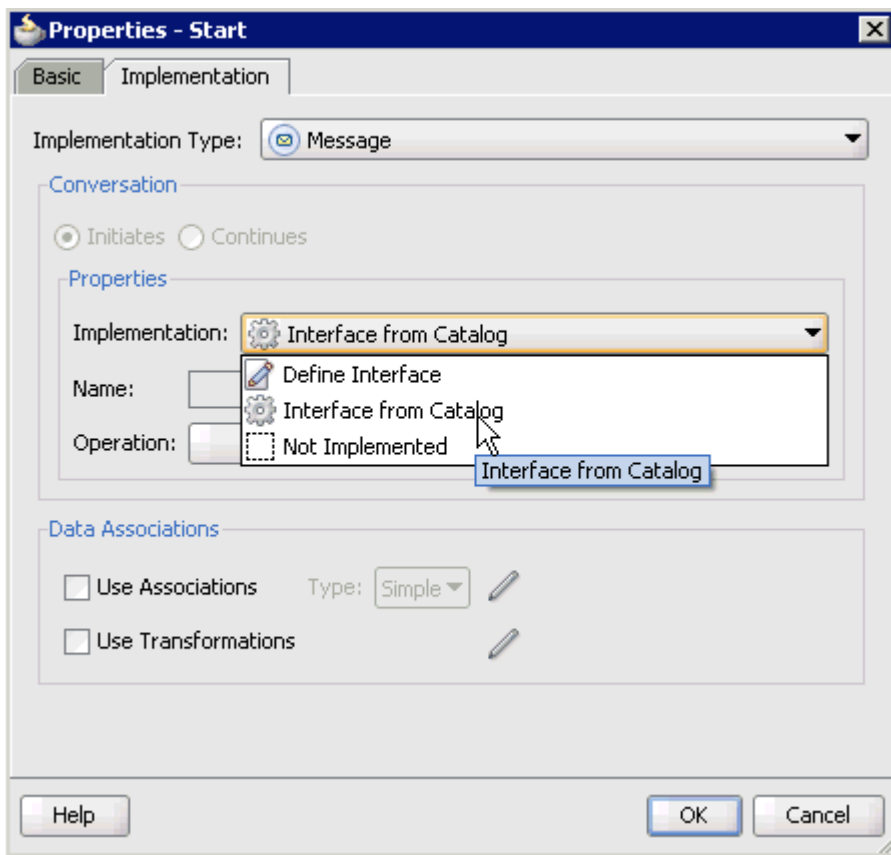 Properties - Start
Basic Implementation
Implementation Type: Message
Conversation
Initiates Continues
Properties
Implementation: Interface from Catalog
Define Interface
Name:
Interface from Catalog
Operation:
Not Implemented
Interface from Catalog
Data Associations
Use Associations Type: Simple
Use Transformations
Help OK Cancel